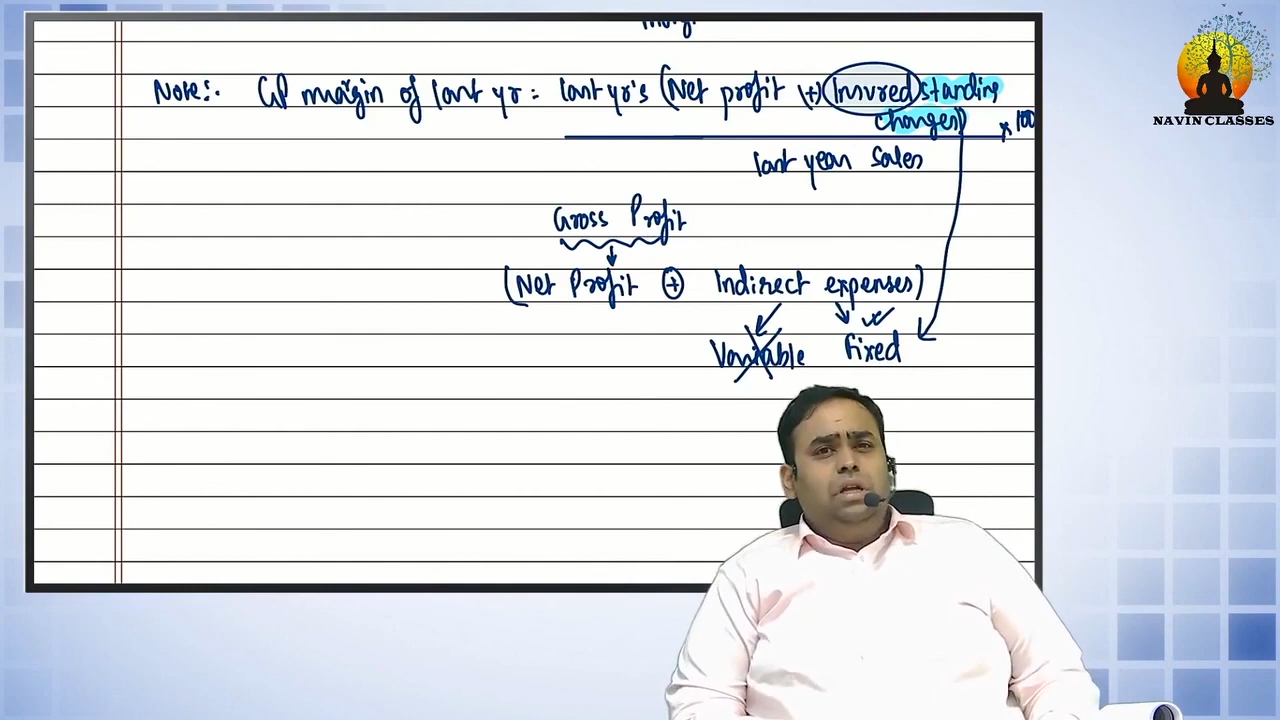 Note:- GP margin of last yr = last yr's (Net profit (+) Insured standing
charges) x 100
last year sales
Gross Profit
(Net Profit + Indirect expenses)
Variable Fixed
NAVIN CLASSES